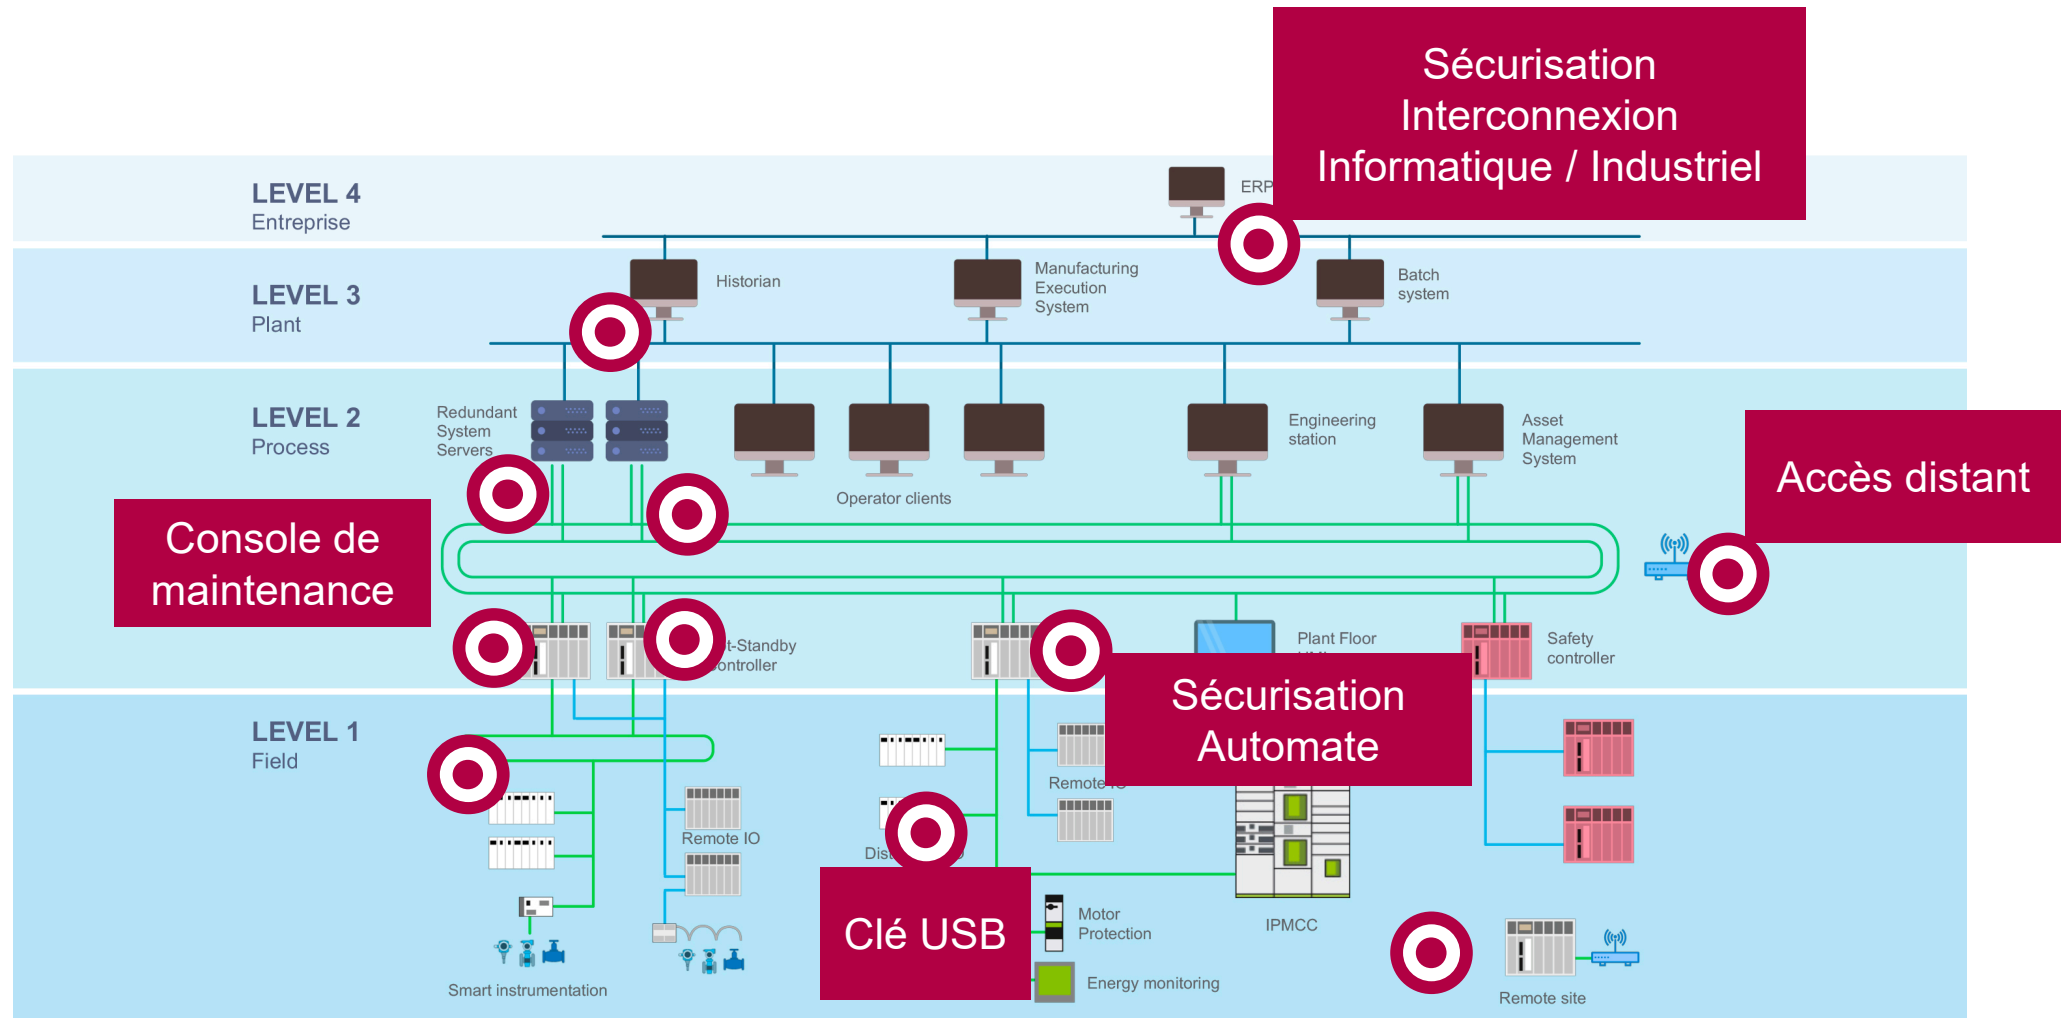 Sécurisation
Interconnexion
Informatique / Industriel
LEVEL 4
Entreprise
ERP
LEVEL 3
Plant
Historian
Manufacturing
Execution
System
Batch
system
LEVEL 2
Process
Redundant
System
Servers
Operator clients
Engineering
station
Asset
Management
System
Accès distant
Console de
maintenance
Plant Floor
Safety
controller
Sécurisation
Automate
LEVEL 1
Field
Remote IO
Remote
Clé USB
Motor
Protection
IPMCC
Energy monitoring
Smart instrumentation
Remote site